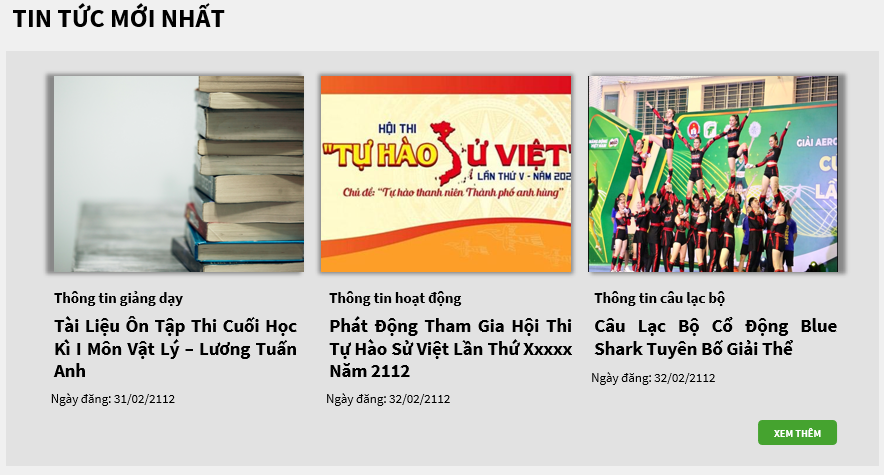 TIN TỨC MỚI NHẤT
HỘI THI
"TỰ HÀO SỬ VIỆT"
LẦN THỨ V - NĂM 202
Chủ đề: "Tự hào thanh niên Thành phố anh hùng"
GIẢI AERO
CU
LẦ
Thông tin giảng dạy
Tài Liệu Ôn Tập Thi Cuối Học
Kì I Môn Vật Lý – Lương Tuấn
Anh
Ngày đăng: 31/02/2112
Thông tin hoạt động
Phát Động Tham Gia Hội Thi
Tự Hào Sử Việt Lần Thứ Xxxxx
Năm 2112
Ngày đăng: 32/02/2112
Thông tin câu lạc bộ
Câu Lạc Bộ Cổ Động Blue
Shark Tuyên Bố Giải Thể
Ngày đăng: 32/02/2112
XEM THÊM